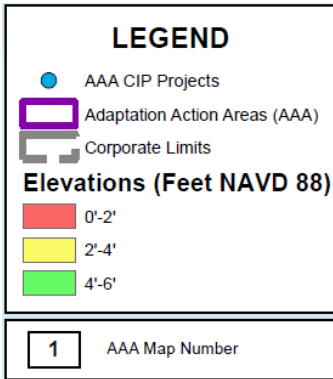 LEGEND
AAA CIP Projects
Adaptation Action Areas (AAA)
Corporate Limits
Elevations (Feet NAVD 88)
0'-2'
2'-4'
4'-6'
1 AAA Map Number